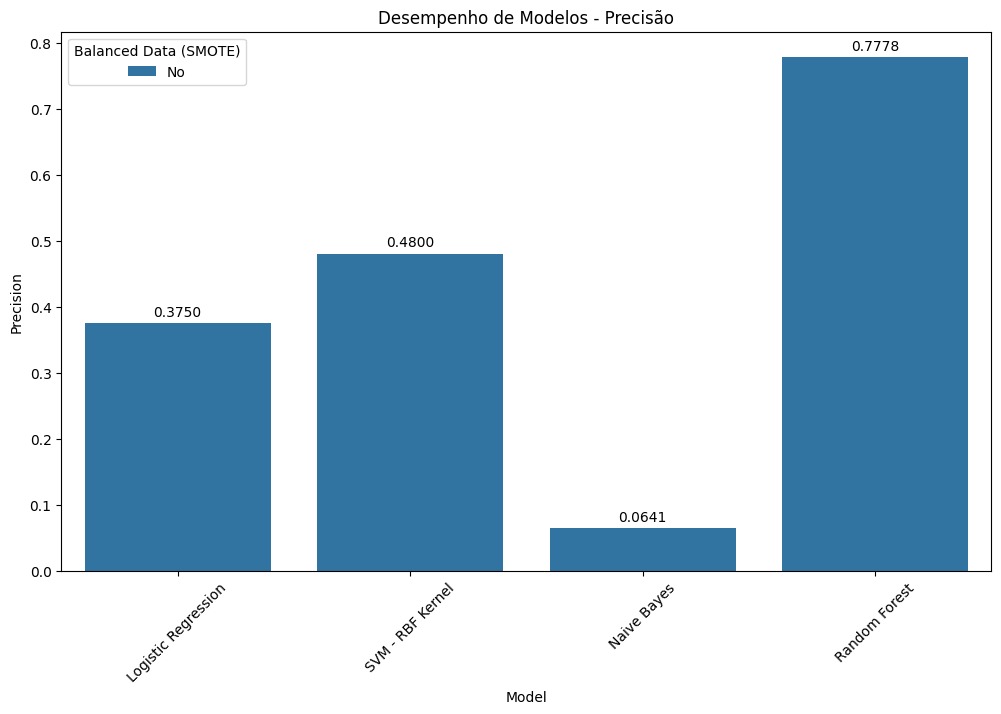 Desempenho de Modelos - Precisão
Balanced Data (SMOTE)
No
Precision
0.8
0.7
0.6
0.5
0.4
0.3
0.2
0.1
0.0
0.3750
0.4800
0.0641
0.7778
Logistic Regression
SVM - RBF Kernel
Naive Bayes
Random Forest
Model